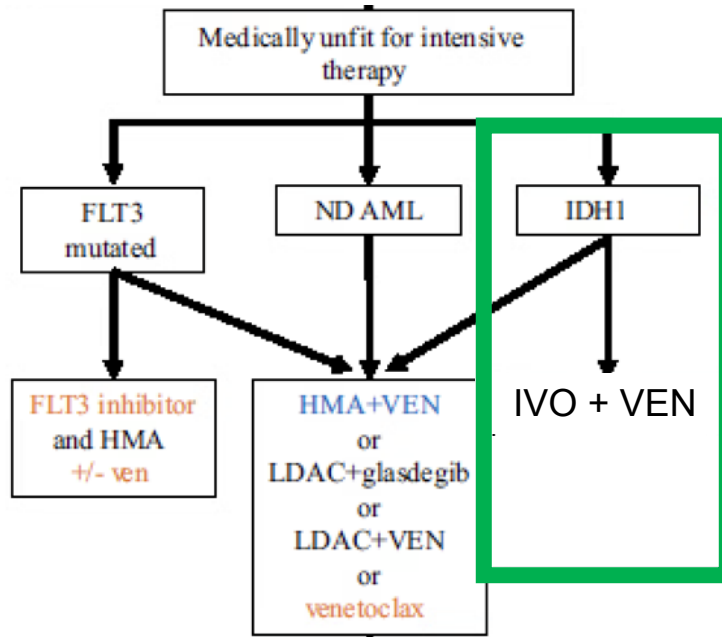 Medically unfit for intensive
therapy
FLT3
mutated
ND AML
IDH1
FLT3 inhibitor
and HMA
+/- ven
HMA+VEN
or
LDAC+glasdegib
or
LDAC+VEN
or
venetoclax
IVO + VEN